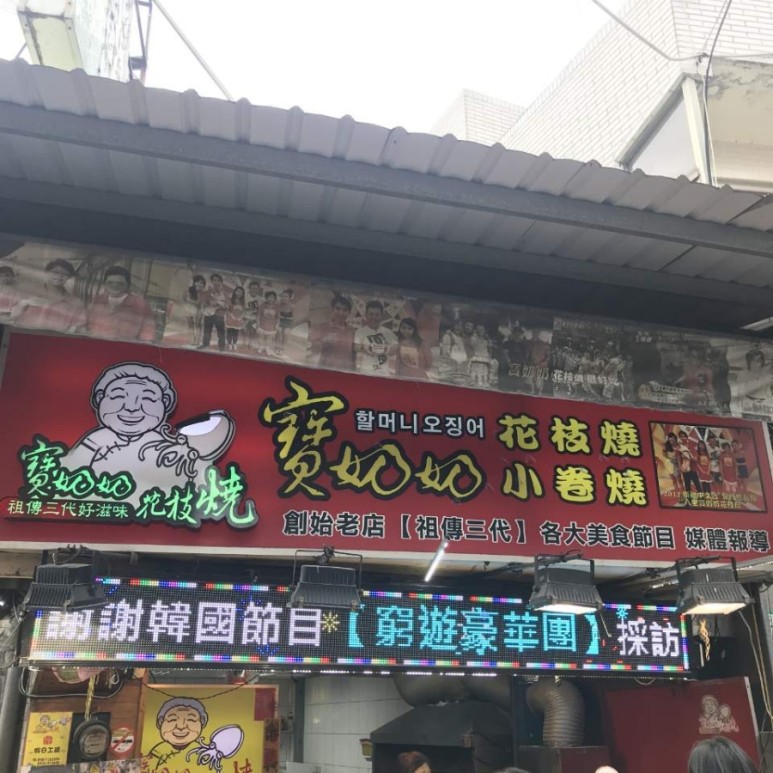 寶奶奶
花枝燒
祖傳三代好滋味
寶奶奶
할머니오징어
花枝燒
小卷燒
創始老店【祖傳三代】各大美食節目 媒體報導
謝謝韓國節目【窮遊豪華團】採訪